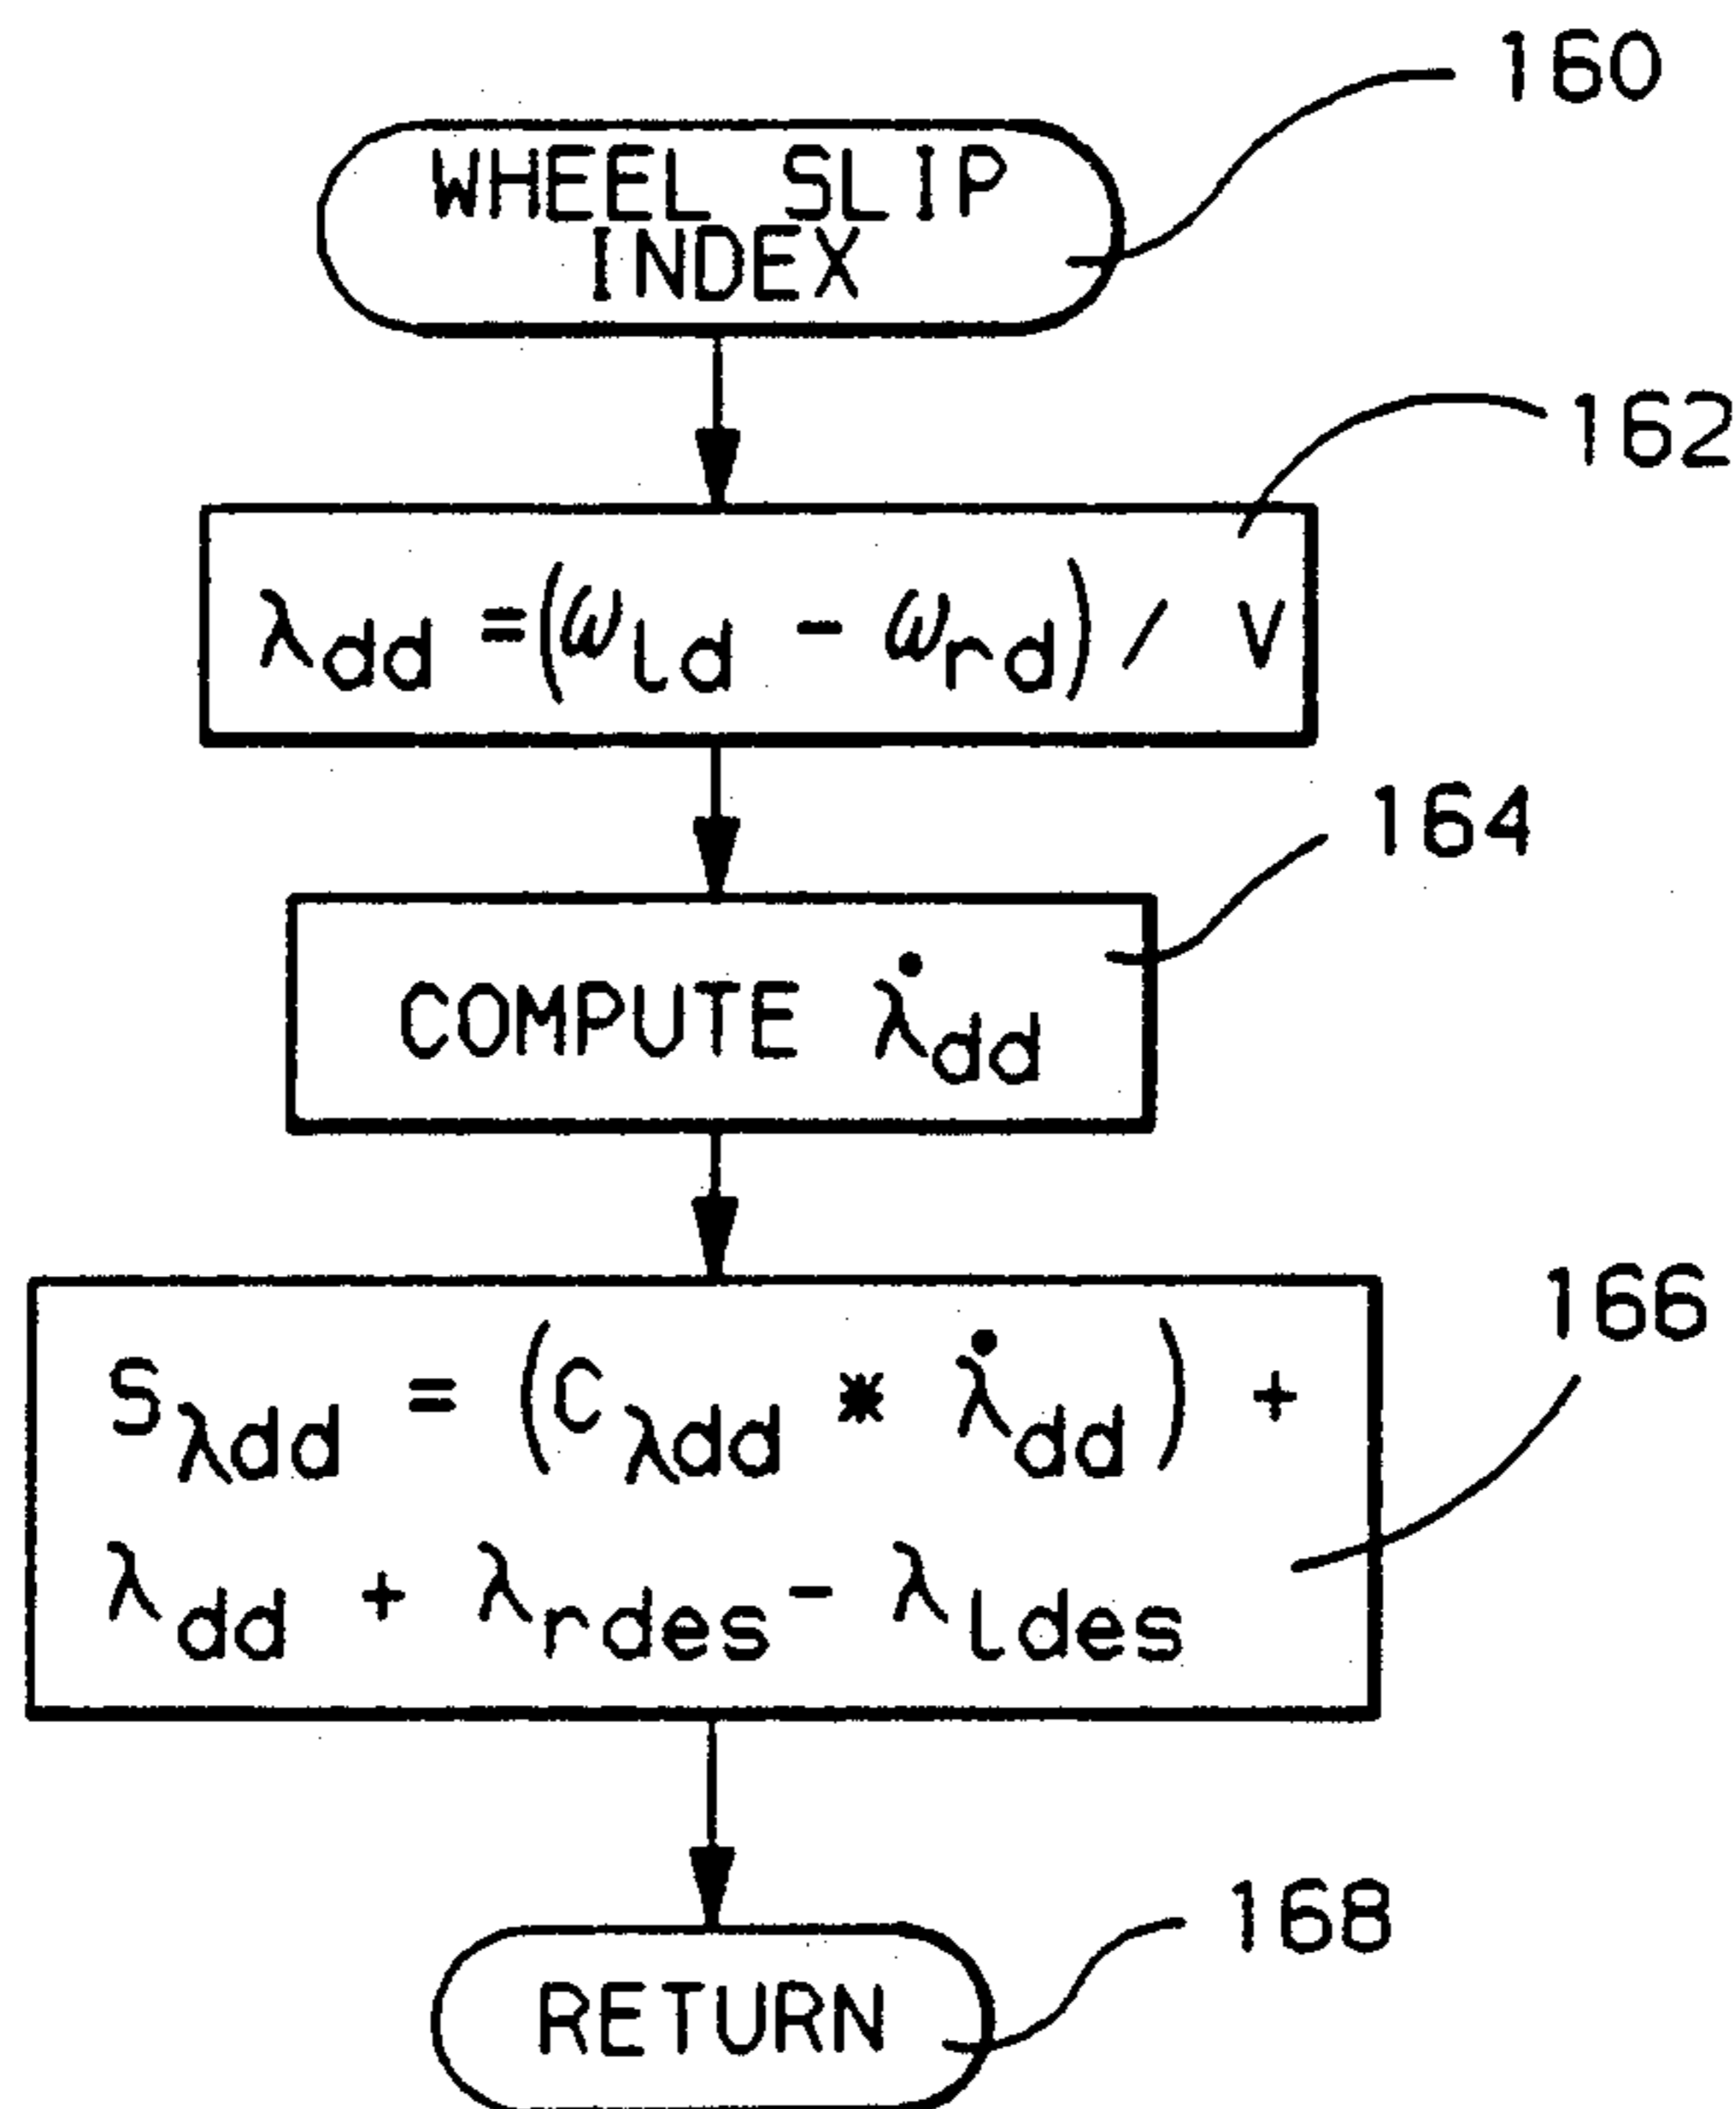 160
WHEEL SLIP
INDEX
162
λdd =(ωld - ωrd) / V
164
COMPUTE λ̇dd
166
Sλdd = (Cλdd * λ̇dd) +
λdd + λrdes - λldes
168
RETURN